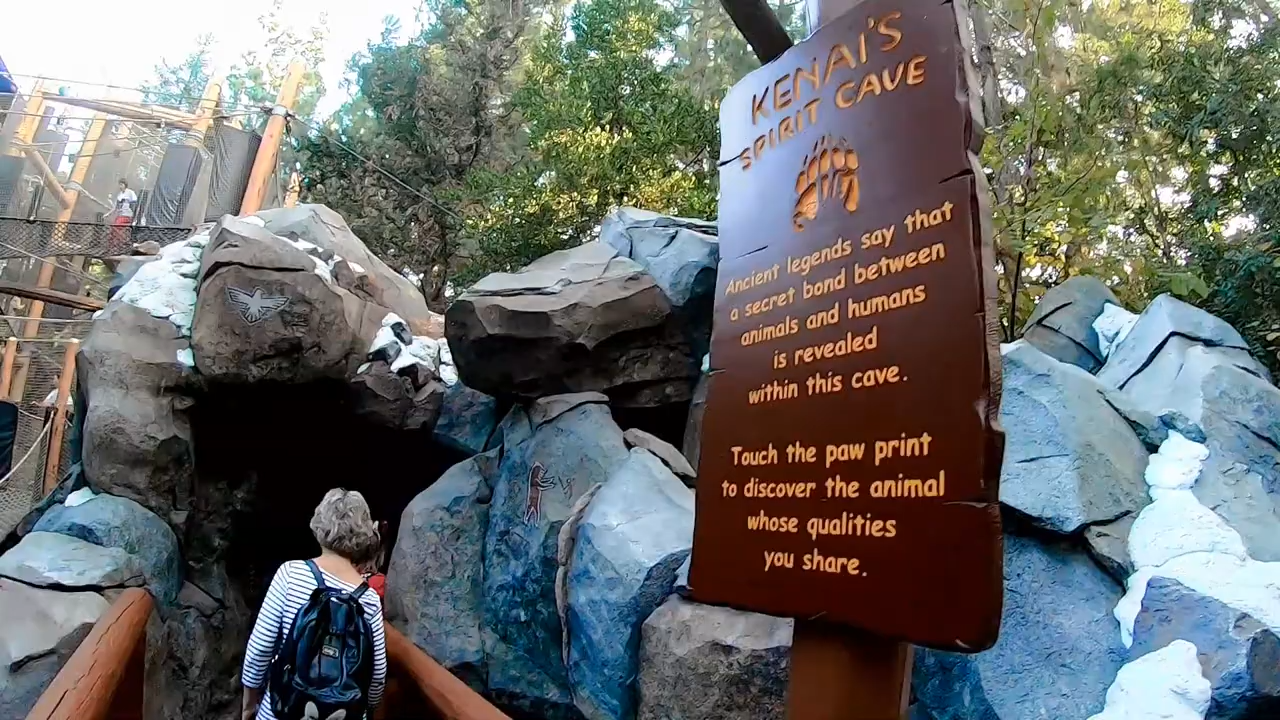 KENAI'S
SPIRIT CAVE
Ancient legends say that
a secret bond between
animals and humans
is revealed
within this cave.
Touch the paw print
to discover the animal
whose qualities
you share.